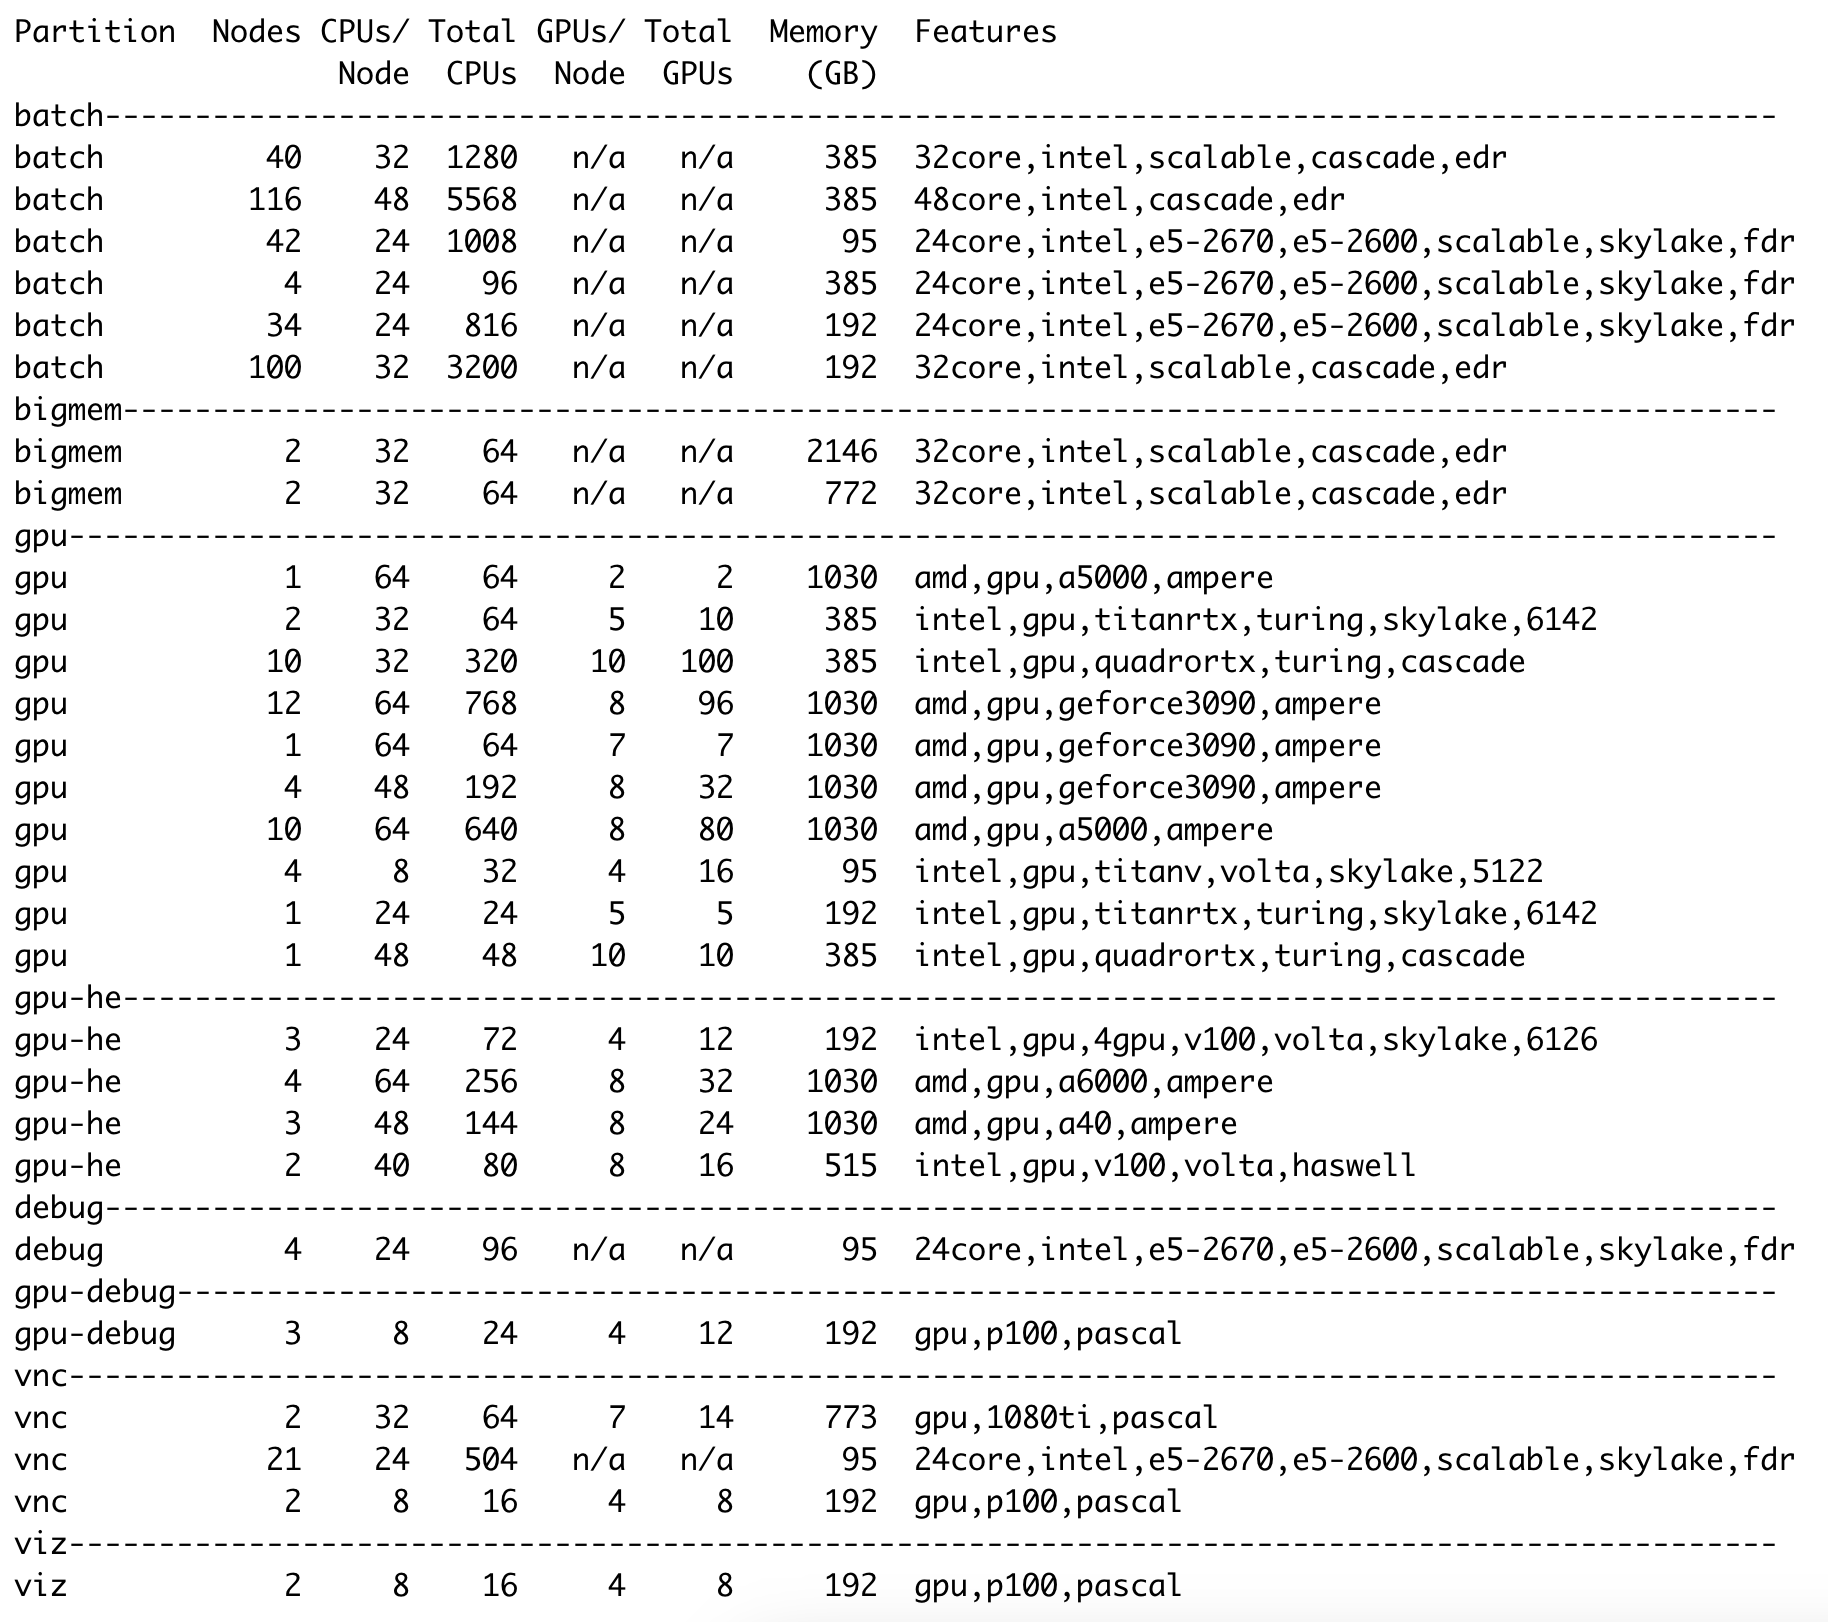 Partition  Nodes CPUs/ Total GPUs/ Total  Memory  Features
                  Node  CPUs  Node  GPUs    (GB)
batch---------------------------------------------------------------------------------------------
batch         40    32  1280   n/a   n/a     385  32core,intel,scalable,cascade,edr
batch        116    48  5568   n/a   n/a     385  48core,intel,cascade,edr
batch         42    24  1008   n/a   n/a      95  24core,intel,e5-2670,e5-2600,scalable,skylake,fdr
batch          4    24    96   n/a   n/a     385  24core,intel,e5-2670,e5-2600,scalable,skylake,fdr
batch         34    24   816   n/a   n/a     192  24core,intel,e5-2670,e5-2600,scalable,skylake,fdr
batch        100    32  3200   n/a   n/a     192  32core,intel,scalable,cascade,edr
bigmem--------------------------------------------------------------------------------------------
bigmem         2    32    64   n/a   n/a    2146  32core,intel,scalable,cascade,edr
bigmem         2    32    64   n/a   n/a     772  32core,intel,scalable,cascade,edr
gpu-----------------------------------------------------------------------------------------------
gpu            1    64    64     2     2    1030  amd,gpu,a5000,ampere
gpu            2    32    64     5    10     385  intel,gpu,titanrtx,turing,skylake,6142
gpu           10    32   320    10   100     385  intel,gpu,quadrortx,turing,cascade
gpu           12    64   768     8    96    1030  amd,gpu,geforce3090,ampere
gpu            1    64    64     7     7    1030  amd,gpu,geforce3090,ampere
gpu            4    48   192     8    32    1030  amd,gpu,geforce3090,ampere
gpu           10    64   640     8    80    1030  amd,gpu,a5000,ampere
gpu            4     8    32     4    16      95  intel,gpu,titanv,volta,skylake,5122
gpu            1    24    24     5     5     192  intel,gpu,titanrtx,turing,skylake,6142
gpu            1    48    48    10    10     385  intel,gpu,quadrortx,turing,cascade
gpu-he--------------------------------------------------------------------------------------------
gpu-he         3    24    72     4    12     192  intel,gpu,4gpu,v100,volta,skylake,6126
gpu-he         4    64   256     8    32    1030  amd,gpu,a6000,ampere
gpu-he         3    48   144     8    24    1030  amd,gpu,a40,ampere
gpu-he         2    40    80     8    16     515  intel,gpu,v100,volta,haswell
debug---------------------------------------------------------------------------------------------
debug          4    24    96   n/a   n/a      95  24core,intel,e5-2670,e5-2600,scalable,skylake,fdr
gpu-debug-----------------------------------------------------------------------------------------
gpu-debug      3     8    24     4    12     192  gpu,p100,pascal
vnc-----------------------------------------------------------------------------------------------
vnc            2    32    64     7    14     773  gpu,1080ti,pascal
vnc           21    24   504   n/a   n/a      95  24core,intel,e5-2670,e5-2600,scalable,skylake,fdr
vnc            2     8    16     4     8     192  gpu,p100,pascal
viz-----------------------------------------------------------------------------------------------
viz            2     8    16     4     8     192  gpu,p100,pascal